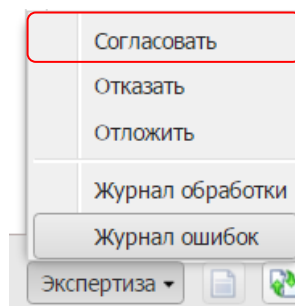 Согласовать
Отказать
Отложить
Журнал обработки
Журнал ошибок
Экспертиза